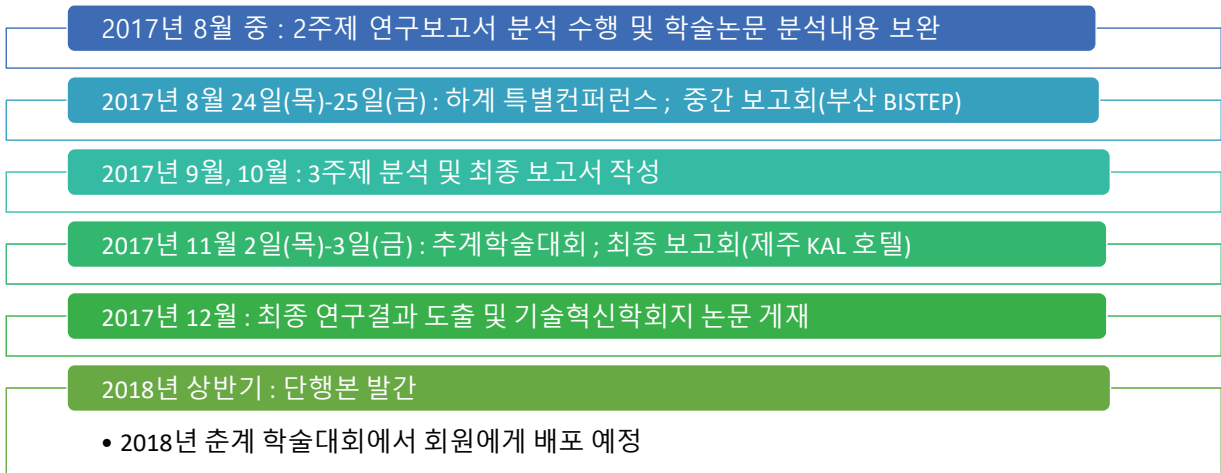 2017년 8월 중 : 2주제 연구보고서 분석 수행 및 학술논문 분석내용 보완
2017년 8월 24일(목)-25일(금) : 하계 특별컨퍼런스 ; 중간 보고회(부산 BISTEP)
2017년 9월, 10월 : 3주제 분석 및 최종 보고서 작성
2017년 11월 2일(목)-3일(금) : 추계학술대회 ; 최종 보고회(제주 KAL 호텔)
2017년 12월 : 최종 연구결과 도출 및 기술혁신학회지 논문 게재
2018년 상반기 : 단행본 발간
• 2018년 춘계 학술대회에서 회원에게 배포 예정